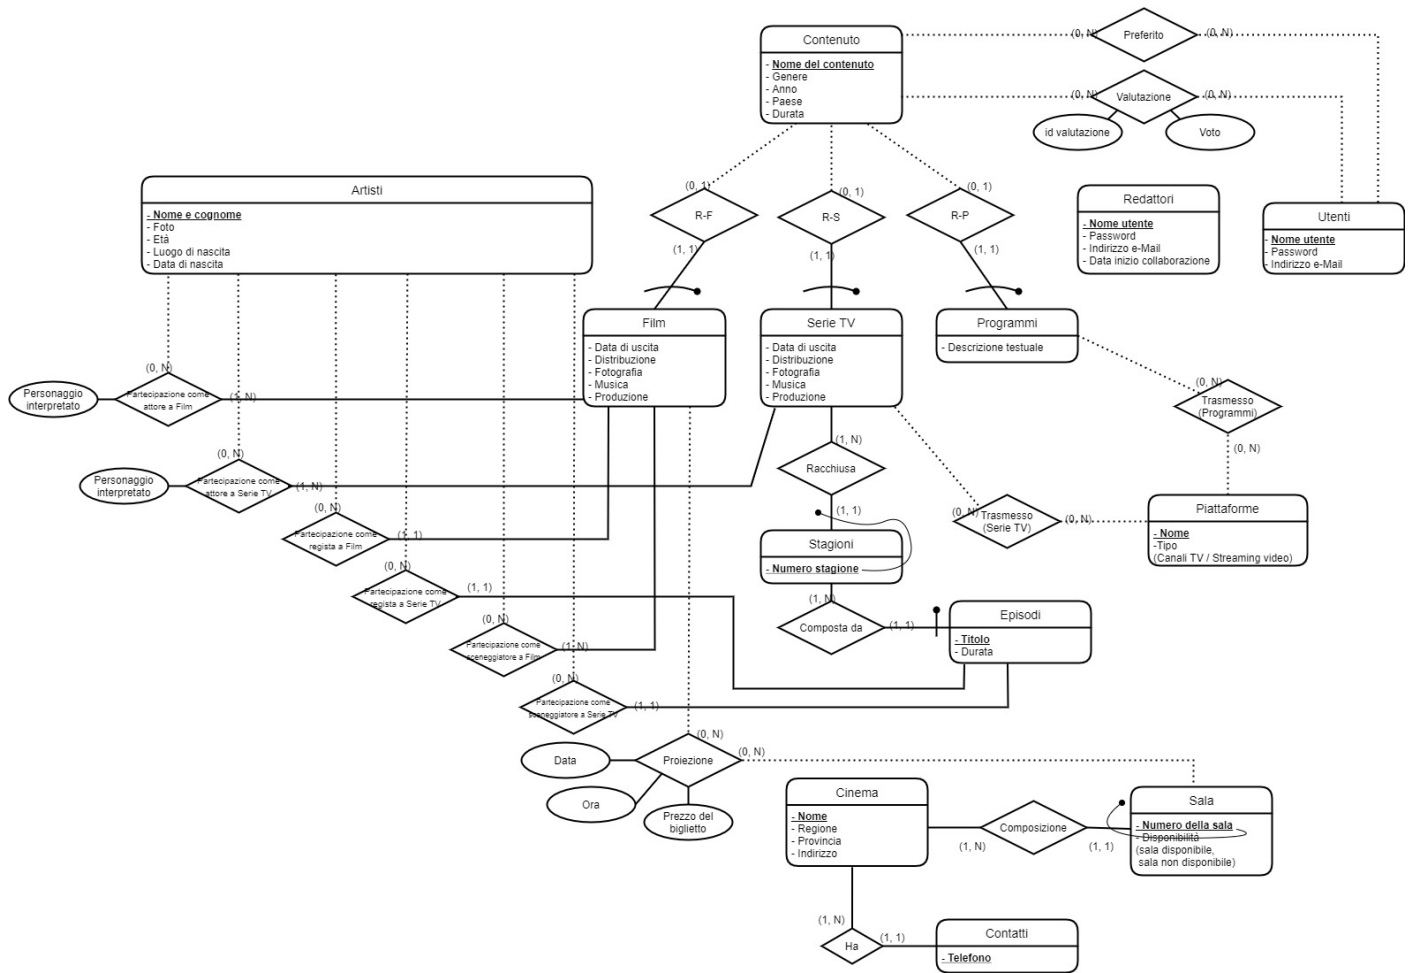 Contenuto
- Nome del contenuto
- Genere
- Anno
- Paese
- Durata
(0, N)
Preferito
(0, N)
(0, N)
Valutazione
(0, N)
id valutazione
Voto
Artisti
- Nome e cognome
- Foto
- Età
- Luogo di nascita
- Data di nascita
(0, 1)
R-F
(1, 1)
(0, 1)
R-S
(1, 1)
(0, 1)
R-P
(1, 1)
Redattori
- Nome utente
- Password
- Indirizzo e-Mail
- Data inizio collaborazione
Utenti
- Nome utente
- Password
- Indirizzo e-Mail
Film
- Data di uscita
- Distribuzione
- Fotografia
- Musica
- Produzione
Serie TV
- Data di uscita
- Distribuzione
- Fotografia
- Musica
- Produzione
Programmi
- Descrizione testuale
(0, N)
Personaggio
interpretato
Partecipazione come
attore a Film
(1, N)
(0, N)
Trasmesso
(Programmi)
(0, N)
(0, N)
Personaggio
interpretato
Partecipazione come
attore a Serie TV
(1, N)
(1, N)
Racchiusa
(1, 1)
(0, N)
Trasmesso
(Serie TV)
(0, N)
Piattaforme
- Nome
-Tipo
(Canali TV / Streaming video)
(0, N)
Partecipazione come
regista a Film
(1, 1)
Stagioni
- Numero stagione
(0, N)
Partecipazione come
regista a Serie TV
(1, 1)
(1, N)
Composta da
(1, 1)
Episodi
- Titolo
- Durata
(0, N)
Partecipazione come
sceneggiatore a Film
(1, N)
(0, N)
Partecipazione come
sceneggiatore a Serie TV
(1, 1)
(0, N)
Data
Proiezione
(0, N)
Ora
Prezzo del
biglietto
Cinema
- Nome
- Regione
- Provincia
- Indirizzo
(1, N)
Composizione
(1, 1)
Sala
- Numero della sala
- Disponibilità
(sala disponibile,
sala non disponibile)
(1, N)
Ha
(1, 1)
Contatti
- Telefono